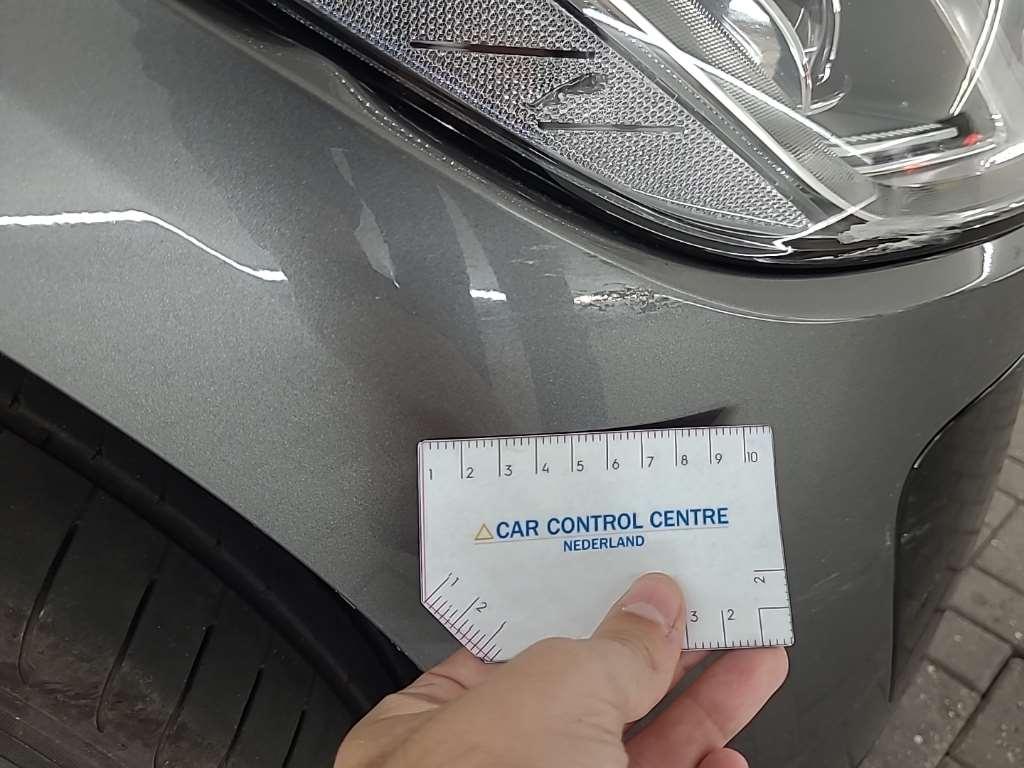 1 2 3 4 5 6 7 8 9 10
CAR CONTROL CENTRE
NEDERLAND
1
2
3 2
2